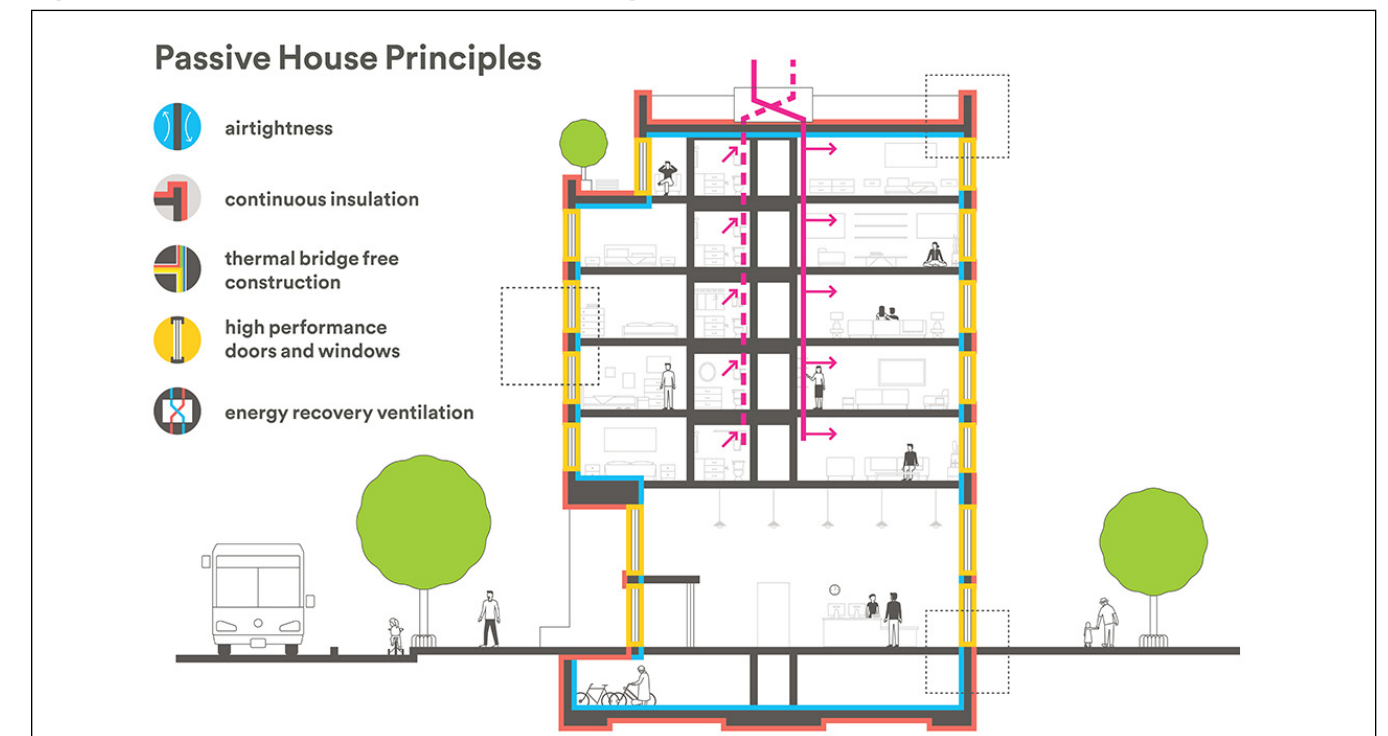 Passive House Principles
airtightness
continuous insulation
thermal bridge free
construction
high performance
doors and windows
energy recovery ventilation